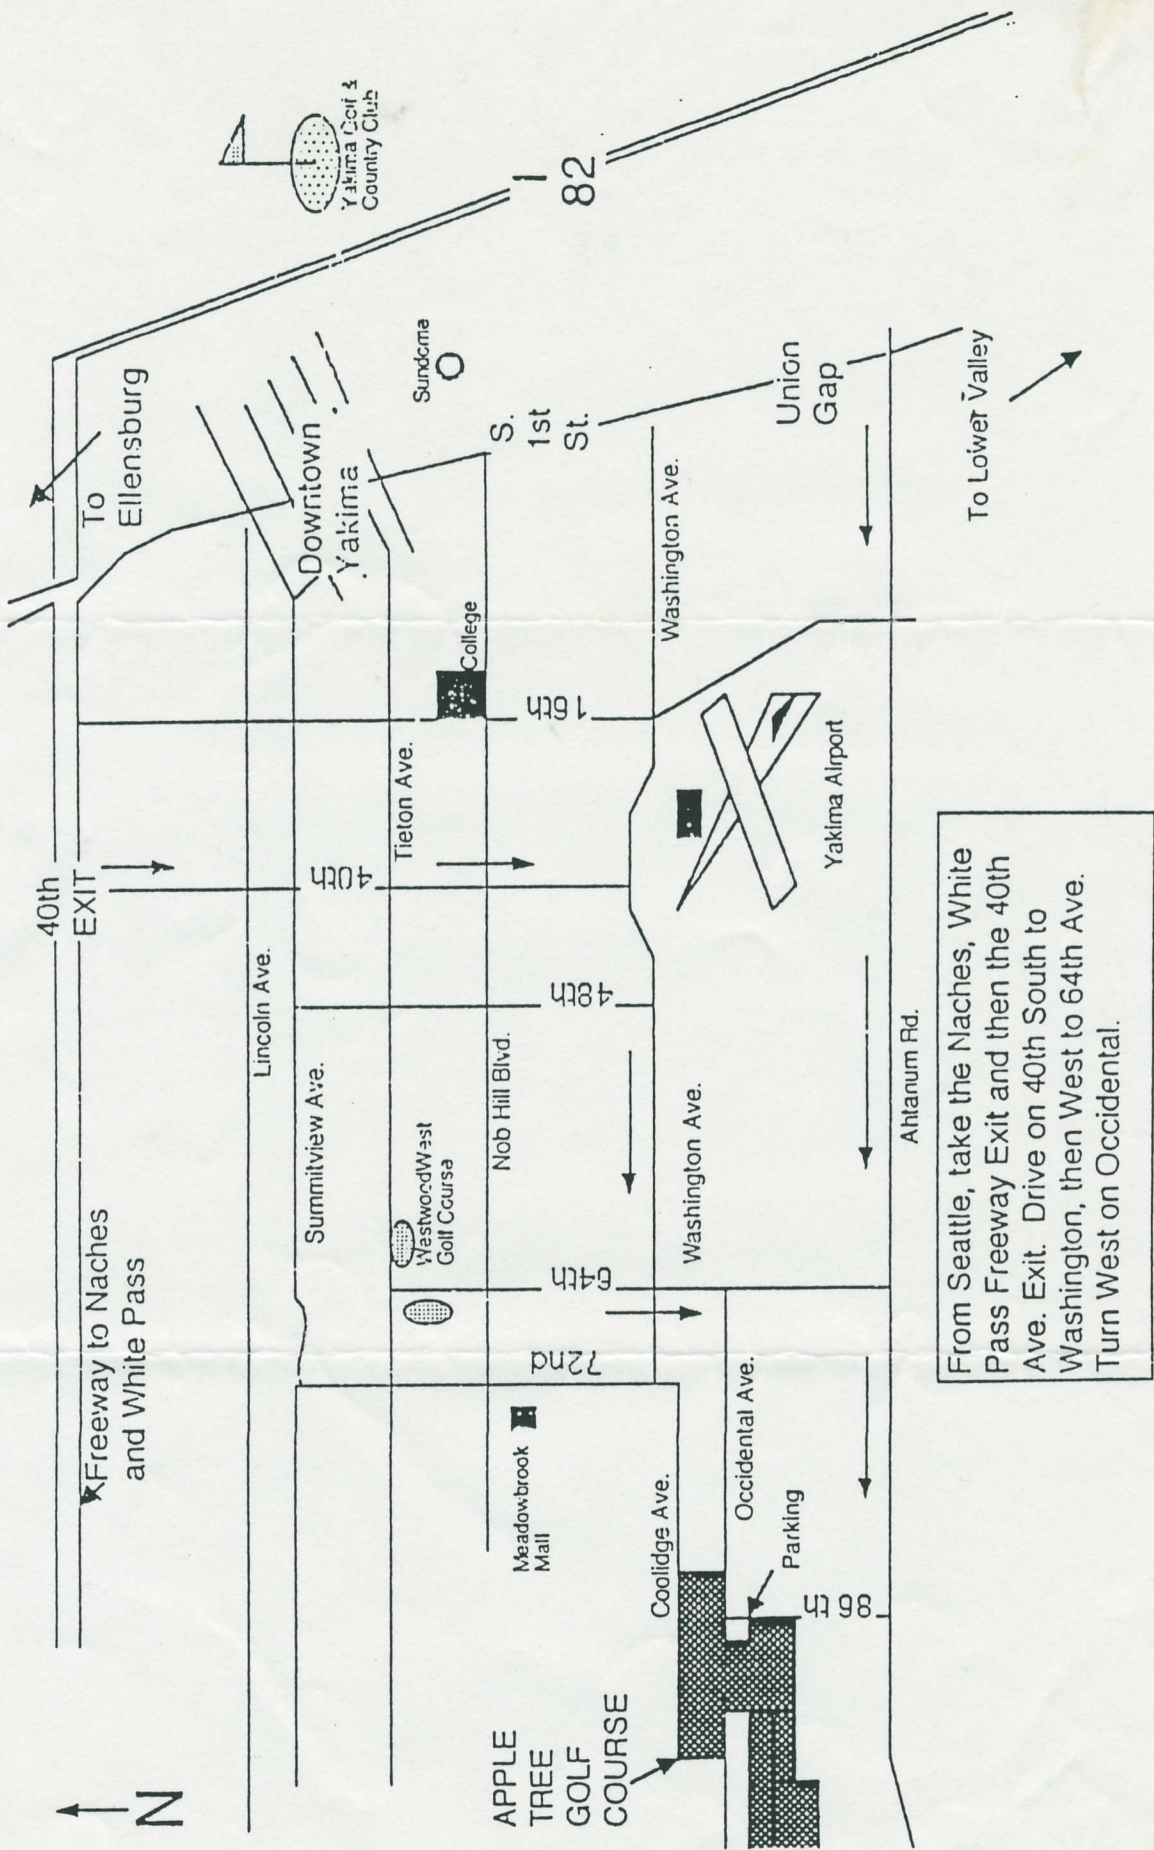 N
Freeway to Naches
and White Pass
40th
EXIT
To
Ellensburg
Yakima Golf &
Country Club
I
82
Lincoln Ave.
Summitview Ave.
Downtown
Yakima
Sundome
S.
1st
St.
Tieton Ave.
40th
College
16th
48th
Westwood West
Golf Course
Nob Hill Blvd.
64th
72nd
Meadowbrook
Mall
Washington Ave.
Washington Ave.
Union
Gap
To Lower Valley
Yakima Airport
Ahtanum Rd.
Coolidge Ave.
Occidental Ave.
Parking
86 th
APPLE
TREE
GOLF
COURSE
From Seattle, take the Naches, White
Pass Freeway Exit and then the 40th
Ave. Exit. Drive on 40th South to
Washington, then West to 64th Ave.
Turn West on Occidental.